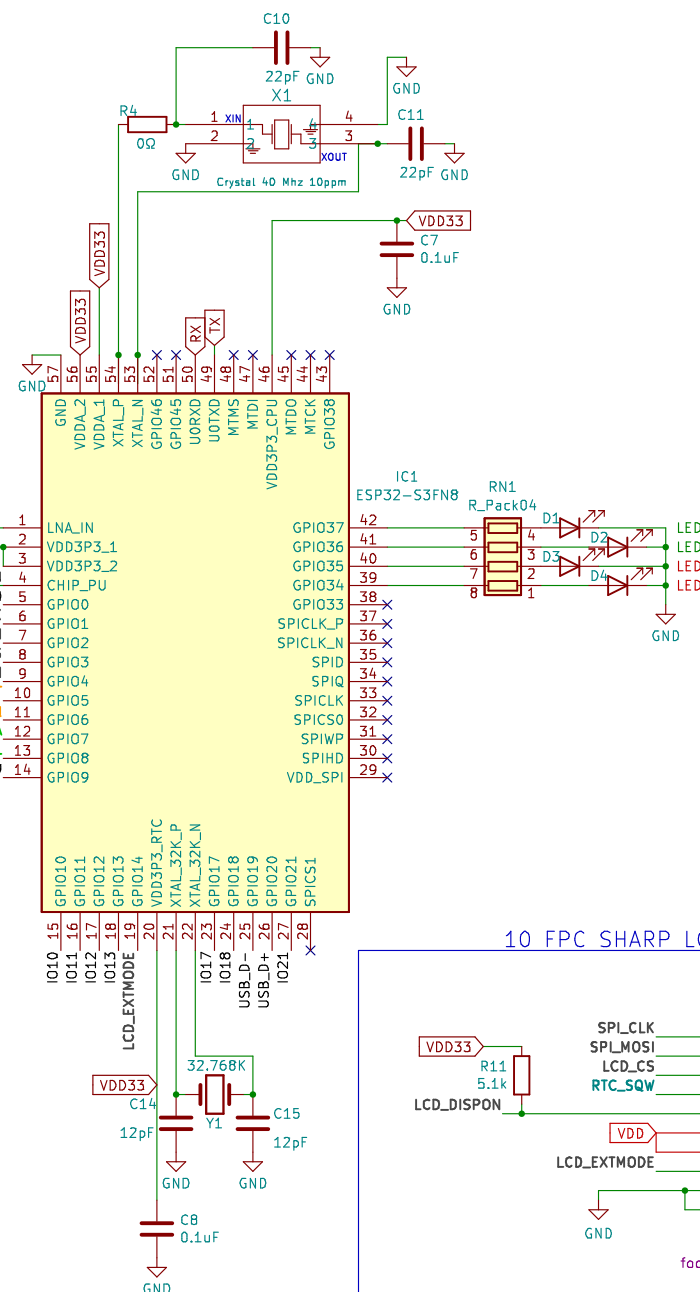 C10
22pF
GND
X1
R4
0Ω
1
XIN
1
4
4
2
2
3
3
XOUT
GND
GND
C11
22pF
GND
Crystal 40 Mhz 10ppm
VDD33
C7
0.1uF
GND
VDD33
VDD33
RX
TX
GND
57
56
55
54
53
52
51
50
49
48
47
46
45
44
43
GND
VDDA_2
VDDA_1
XTAL_P
XTAL_N
GPIO46
GPIO45
U0RXD
U0TXD
MTMS
MTDI
VDD3P3_CPU
MTDO
MTCK
GPIO38
IC1
ESP32-S3FN8
1 LNA_IN
2 VDD3P3_1
3 VDD3P3_2
4 CHIP_PU
5 GPIO0
6 GPIO1
7 GPIO2
8 GPIO3
9 GPIO4
10 GPIO5
11 GPIO6
12 GPIO7
13 GPIO8
14 GPIO9
GPIO37 42
GPIO36 41
GPIO35 40
GPIO34 39
GPIO33 38
SPICLK_P 37
SPICLK_N 36
SPID 35
SPIQ 34
SPICLK 33
SPICS0 32
SPIWP 31
SPIHD 30
VDD_SPI 29
RN1
R_Pack04
5 4
6 3
7 2
8 1
D1
D2
D3
D4
LED
LED
LED
LED
GND
GPIO10
GPIO11
GPIO12
GPIO13
GPIO14
VDD3P3_RTC
XTAL_32K_P
XTAL_32K_N
GPIO17
GPIO18
GPIO19
GPIO20
GPIO21
SPICS1
15
16
17
18
19
20
21
22
23
24
25
26
27
28
IO10
IO11
IO12
IO13
LCD_EXTMODE
IO17
IO18
USB_D-
USB_D+
IO21
32.768K
VDD33
Y1
C14
12pF
GND
C15
12pF
GND
C8
0.1uF
GND
10 FPC SHARP LC
SPI_CLK
SPI_MOSI
LCD_CS
RTC_SQW
VDD33
R11
5.1k
LCD_DISPON
VDD
LCD_EXTMODE
GND